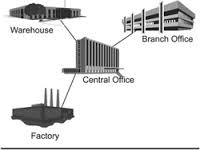 Warehouse
Branch Office
Central Office
Factory